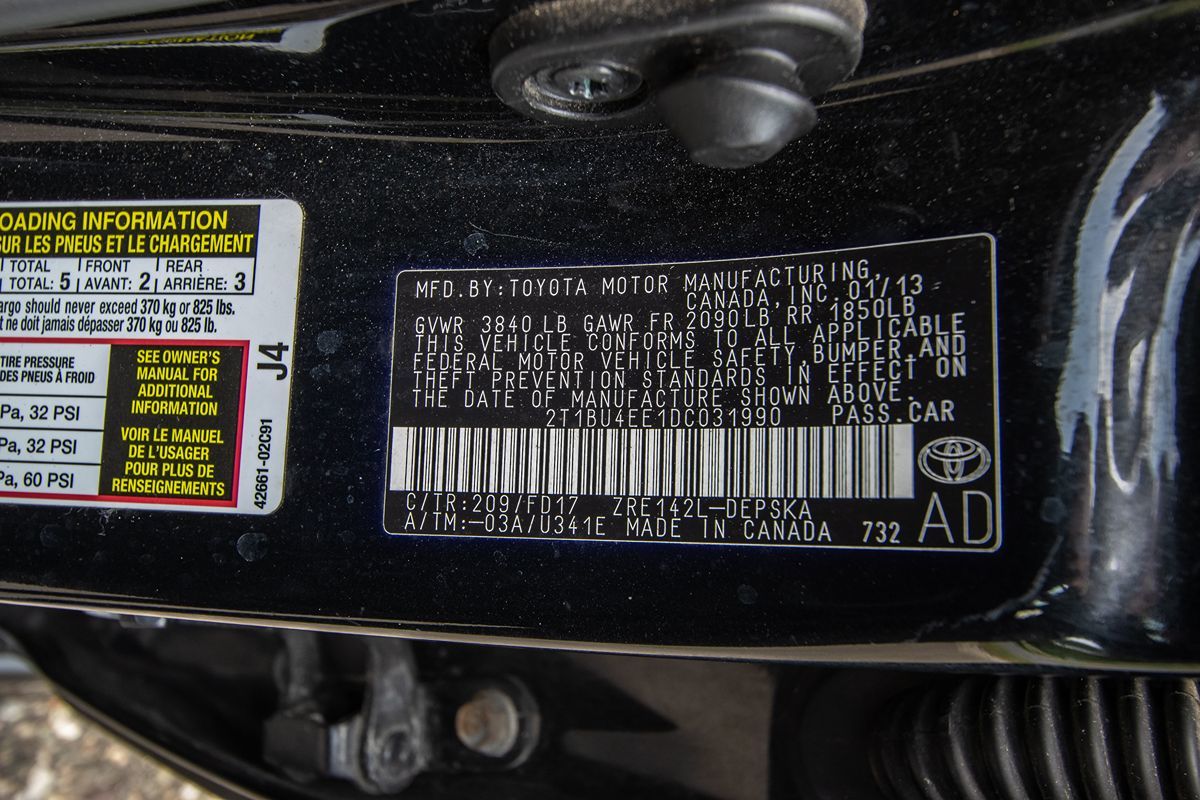 OADING INFORMATION
SUR LES PNEUS ET LE CHARGEMENT
TOTAL FRONT REAR
TOTAL: 5 AVANT: 2 ARRIÈRE: 3
argo should never exceed 370 kg or 825 lbs.
t ne doit jamais dépasser 370 kg ou 825 lb.
TIRE PRESSURE
DES PNEUS À FROID
Pa, 32 PSI
Pa, 32 PSI
Pa, 60 PSI
SEE OWNER'S
MANUAL FOR
ADDITIONAL
INFORMATION
VOIR LE MANUEL
DE L'USAGER
POUR PLUS DE
RENSEIGNEMENTS
J4
42661-02C91
MFD.BY:TOYOTA MOTOR MANUFACTURING,
CANADA, INC. 01/13
GVWR 3840 LB GAWR FR 2090LB RR 1850LB
THIS VEHICLE CONFORMS TO ALL APPLICABLE
FEDERAL MOTOR VEHICLE SAFETY, BUMPER, AND
THEFT PREVENTION STANDARDS IN EFFECT ON
THE DATE OF MANUFACTURE SHOWN ABOVE.
2T1BU4EE1DC031990 PASS.CAR
C/TR:209/FD17 ZRE142L-DEPSKA
A/TM:-03A/U341E MADE IN CANADA 732
AD